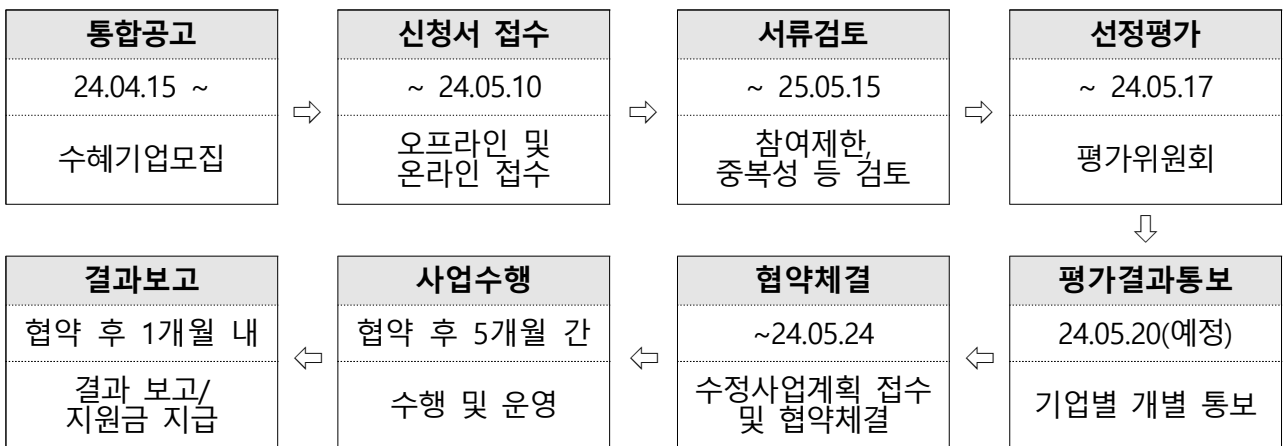 통합공고
24.04.15 ~
수혜기업모집
신청서 접수
~ 24.05.10
오프라인 및
온라인 접수
서류검토
~ 25.05.15
참여제한,
중복성 등 검토
선정평가
~ 24.05.17
평가위원회
평가결과통보
24.05.20(예정)
기업별 개별 통보
협약체결
~24.05.24
수정사업계획 접수
및 협약체결
사업수행
협약 후 5개월 간
수행 및 운영
결과보고
협약 후 1개월 내
결과 보고/
지원금 지급